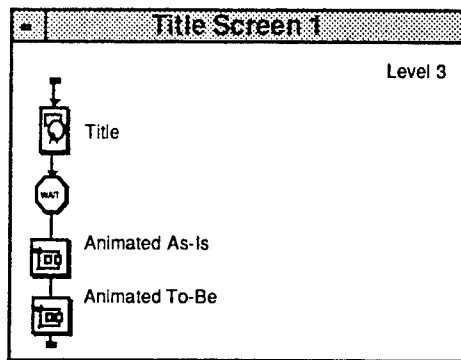 Title Screen 1
Level 3
Title
WAIT
Animated As-Is
Animated To-Be